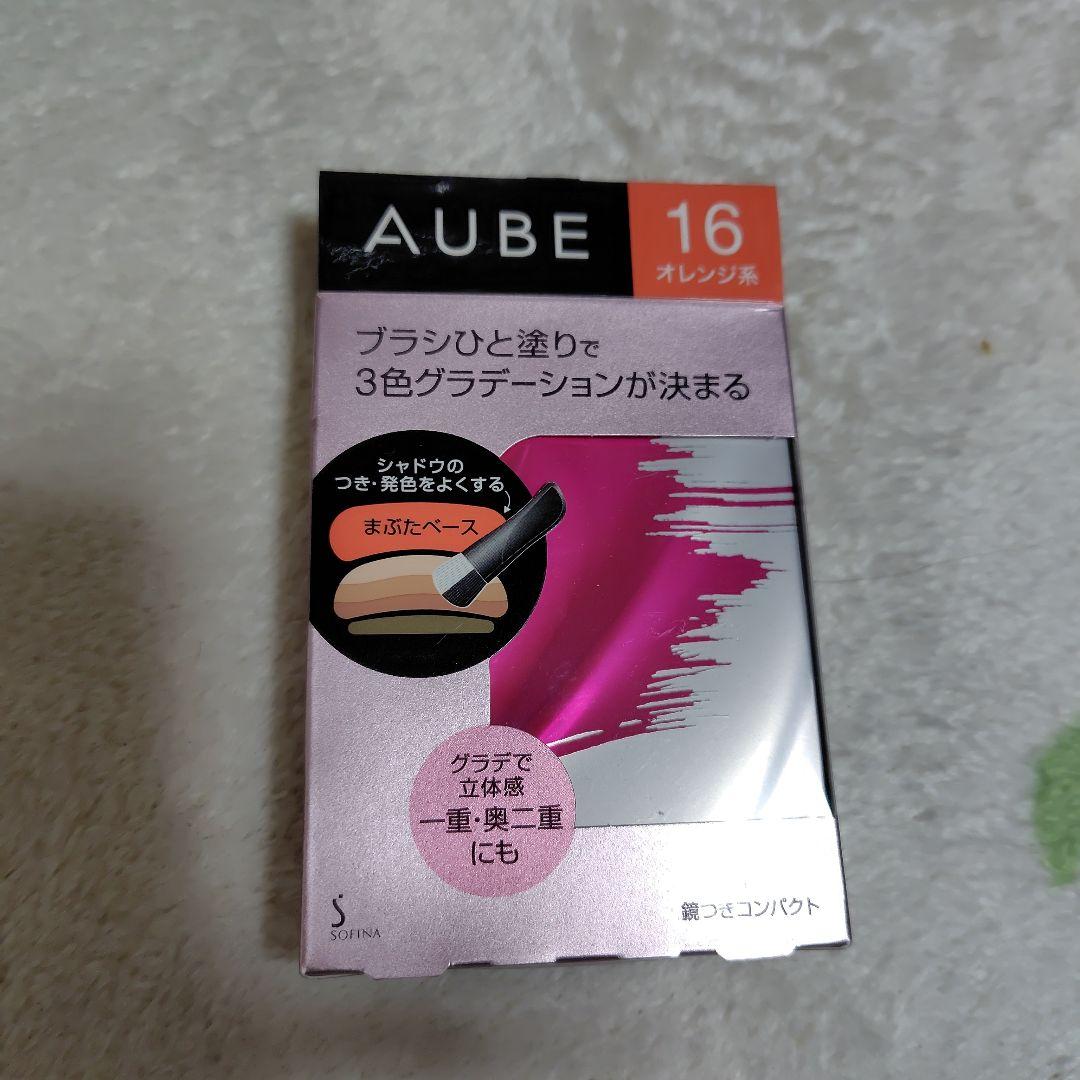 AUBE
16
オレンジ系
ブラシひと塗りで
3色グラデーションが決まる
シャドウの
つき・発色をよくする
まぶたベース
グラデで
立体感
一重・奥二重
にも
SOFINA
鏡つきコンパクト